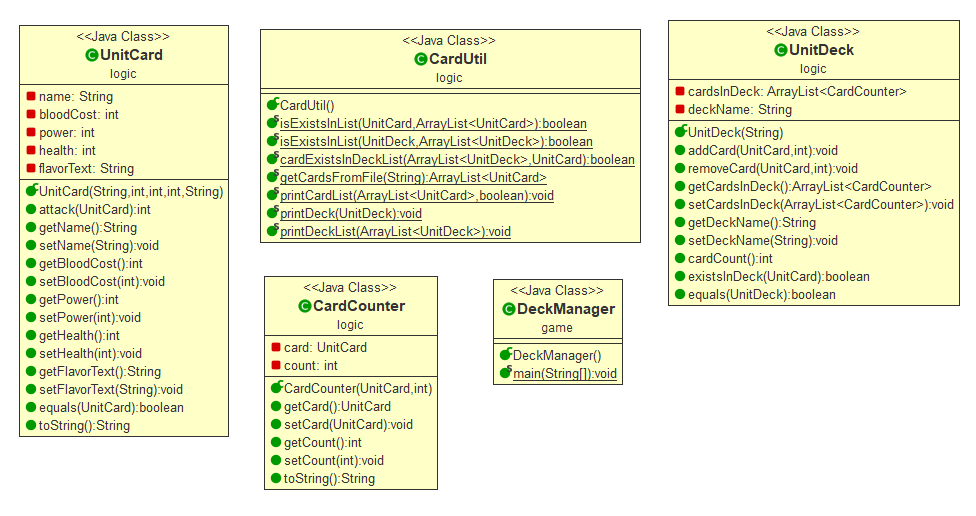 <<Java Class>>
UnitCard
logic
name: String
bloodCost: int
power: int
health: int
flavorText: String
UnitCard(String,int,int,int,String)
attack(UnitCard):int
getName():String
setName(String):void
getBloodCost():int
setBloodCost(int):void
getPower():int
setPower(int):void
getHealth():int
setHealth(int):void
getFlavorText():String
setFlavorText(String):void
equals(UnitCard):boolean
toString():String
<<Java Class>>
CardUtil
logic
CardUtil()
isExistsInList(UnitCard,ArrayList<UnitCard>):boolean
isExistsInList(UnitDeck,ArrayList<UnitDeck>):boolean
cardExistsInDeckList(ArrayList<UnitDeck>,UnitCard):boolean
getCardsFromFile(String):ArrayList<UnitCard>
printCardList(ArrayList<UnitCard>,boolean):void
printDeck(UnitDeck):void
printDeckList(ArrayList<UnitDeck>):void
<<Java Class>>
UnitDeck
logic
cardsInDeck: ArrayList<CardCounter>
deckName: String
UnitDeck(String)
addCard(UnitCard,int):void
removeCard(UnitCard,int):void
getCardsInDeck():ArrayList<CardCounter>
setCardsInDeck(ArrayList<CardCounter>):void
getDeckName():String
setDeckName(String):void
cardCount():int
existsInDeck(UnitCard):boolean
equals(UnitDeck):boolean
<<Java Class>>
CardCounter
logic
card: UnitCard
count: int
CardCounter(UnitCard,int)
getCard():UnitCard
setCard(UnitCard):void
getCount():int
setCount(int):void
toString():String
<<Java Class>>
DeckManager
game
DeckManager()
main(String[]):void